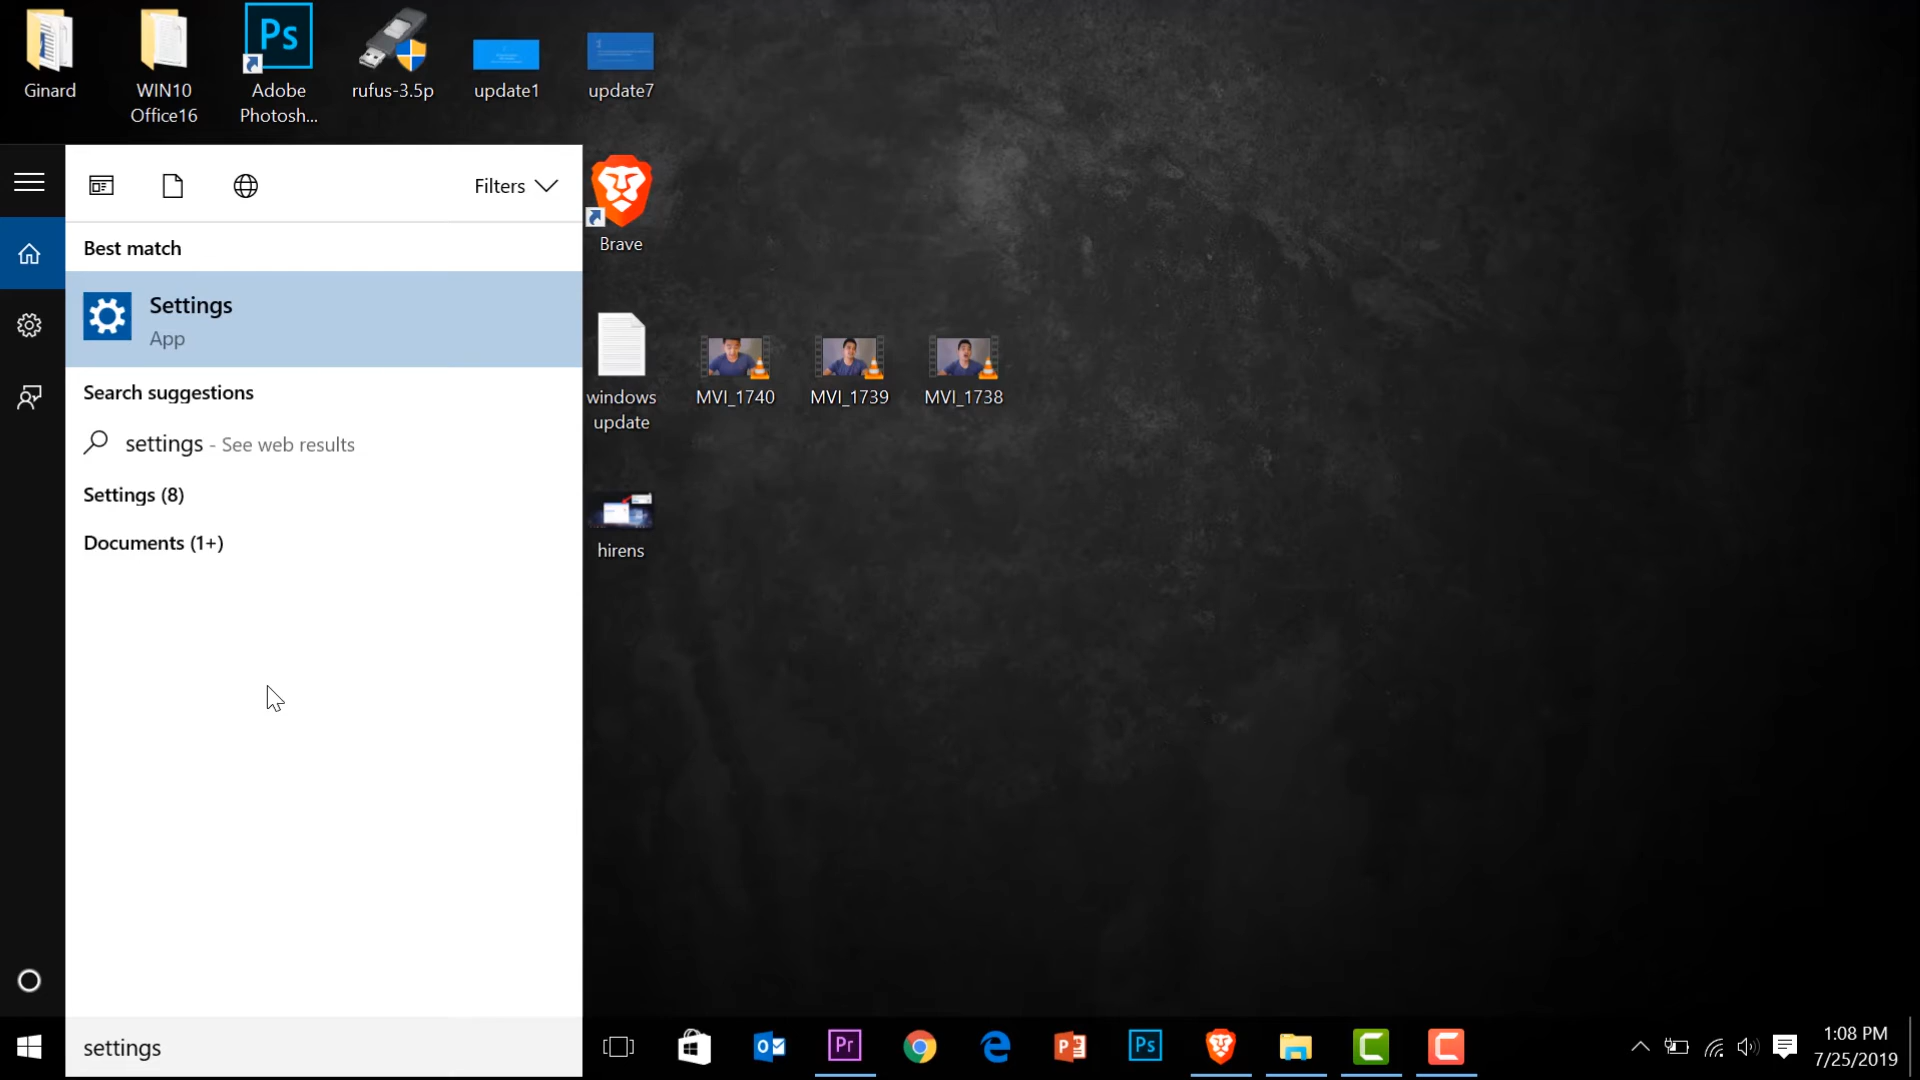 Ginard
WIN10
Office16
Ps
Adobe
Photosh...
rufus-3.5p
update1
update7
Filters
Best match
Settings
App
Search suggestions
settings - See web results
Settings (8)
Documents (1+)
Brave
windows
update
MVI_1740
MVI_1739
MVI_1738
hirens
settings
Pr
Ps
1:08 PM
7/25/2019